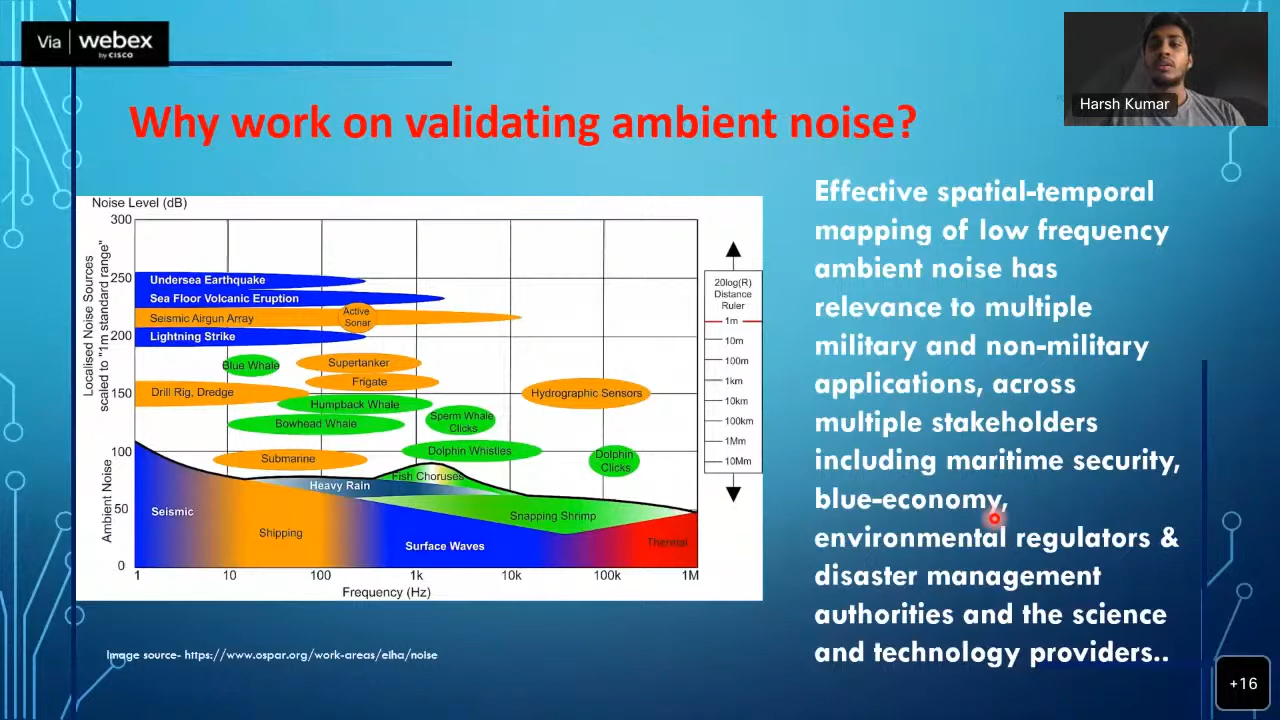 Via webex
by CISCO
Harsh Kumar
Why work on validating ambient noise?
Noise Level (dB)
300
250
200
150
100
50
0
Localised Noise Sources
scaled to "1m standard range"
Ambient Noise
Undersea Earthquake
Sea Floor Volcanic Eruption
Seismic Airgun Array
Active
Sonar
Lightning Strike
Blue Whale
Supertanker
Frigate
Drill Rig, Dredge
Hydrographic Sensors
Humpback Whale
Sperm Whale
Clicks
Bowhead Whale
Dolphin Whistles
Submarine
Dolphin
Clicks
Fish Choruses
Heavy Rain
Seismic
Snapping Shrimp
Shipping
Surface Waves
Thermal
1
10
100
1k
10k
100k
1M
Frequency (Hz)
20log(R)
Distance
Ruler
1m
10m
100m
1km
10km
100km
1Mm
10Mm
Effective spatial-temporal
mapping of low frequency
ambient noise has
relevance to multiple
military and non-military
applications, across
multiple stakeholders
including maritime security,
blue-economy,
environmental regulators &
disaster management
authorities and the science
and technology providers..
Image source- https://www.ospar.org/work-areas/eiha/noise
+16